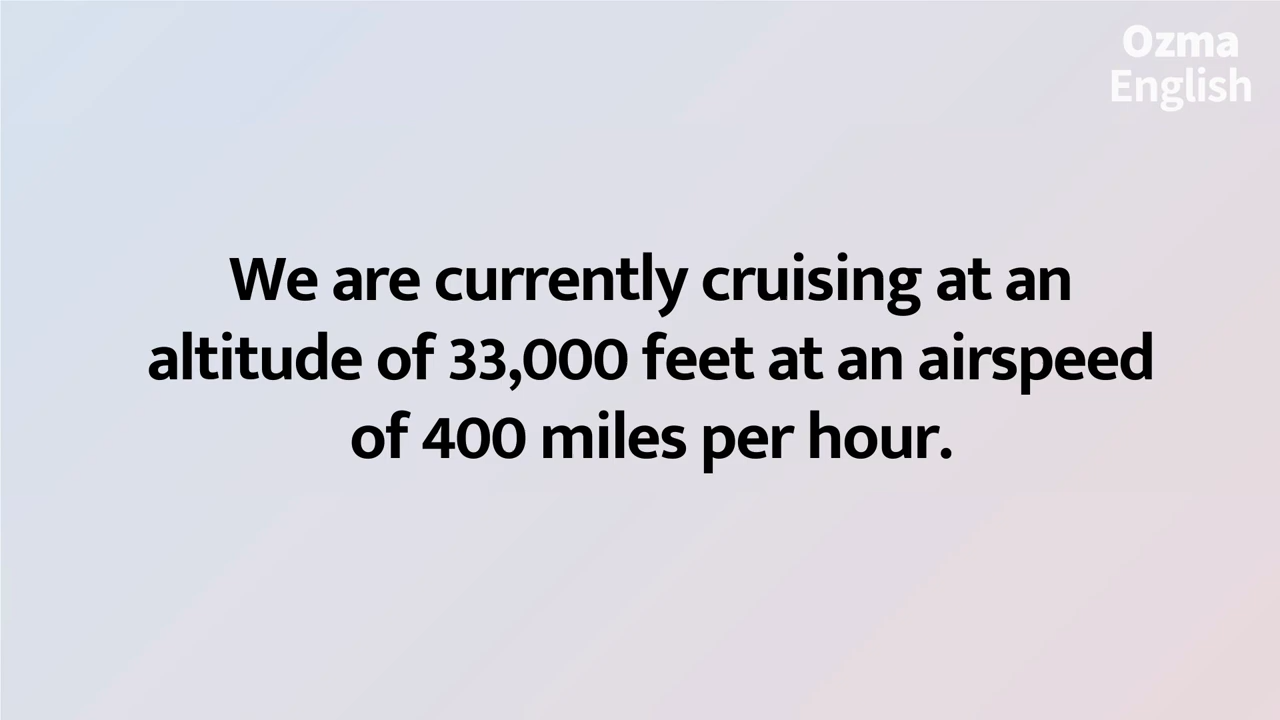 Ozma
English
We are currently cruising at an
altitude of 33,000 feet at an airspeed
of 400 miles per hour.